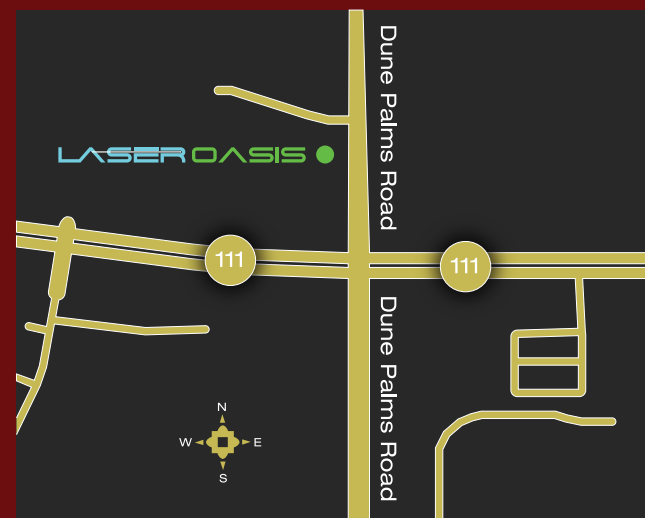 Dune Palms Road
LASER OASIS
111
111
Dune Palms Road
N
W E
S